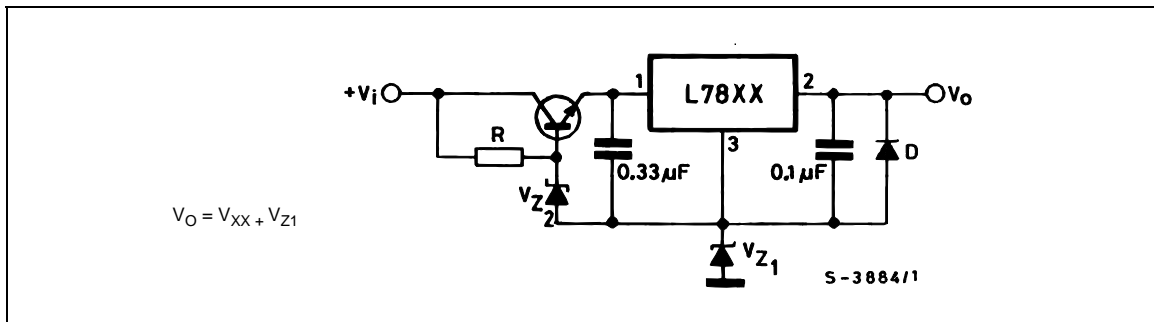 L78XX
1
2
+Vi
Vo
R
3
D
0.33µF
0.1µF
VZ2
VO = VXX + VZ1
VZ1
S-3884/1